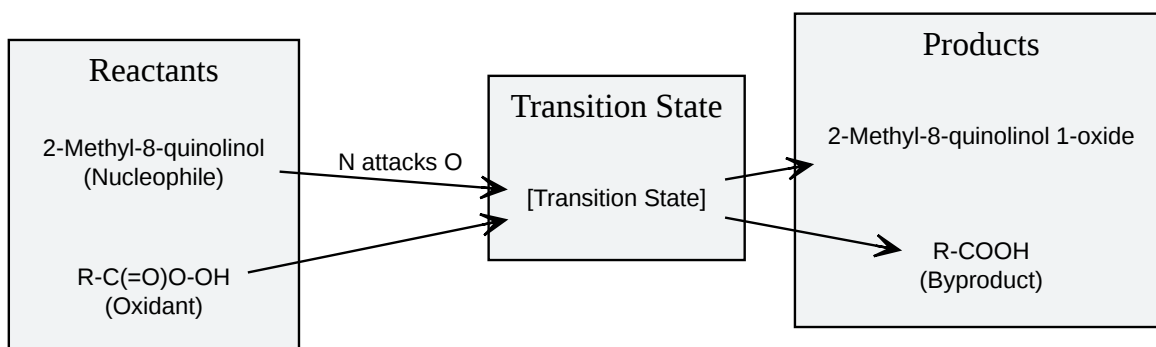 Reactants
2-Methyl-8-quinolinol
(Nucleophile)
R-C(=O)O-OH
(Oxidant)
N attacks O
Transition State
[Transition State]
Products
2-Methyl-8-quinolinol 1-oxide
R-COOH
(Byproduct)